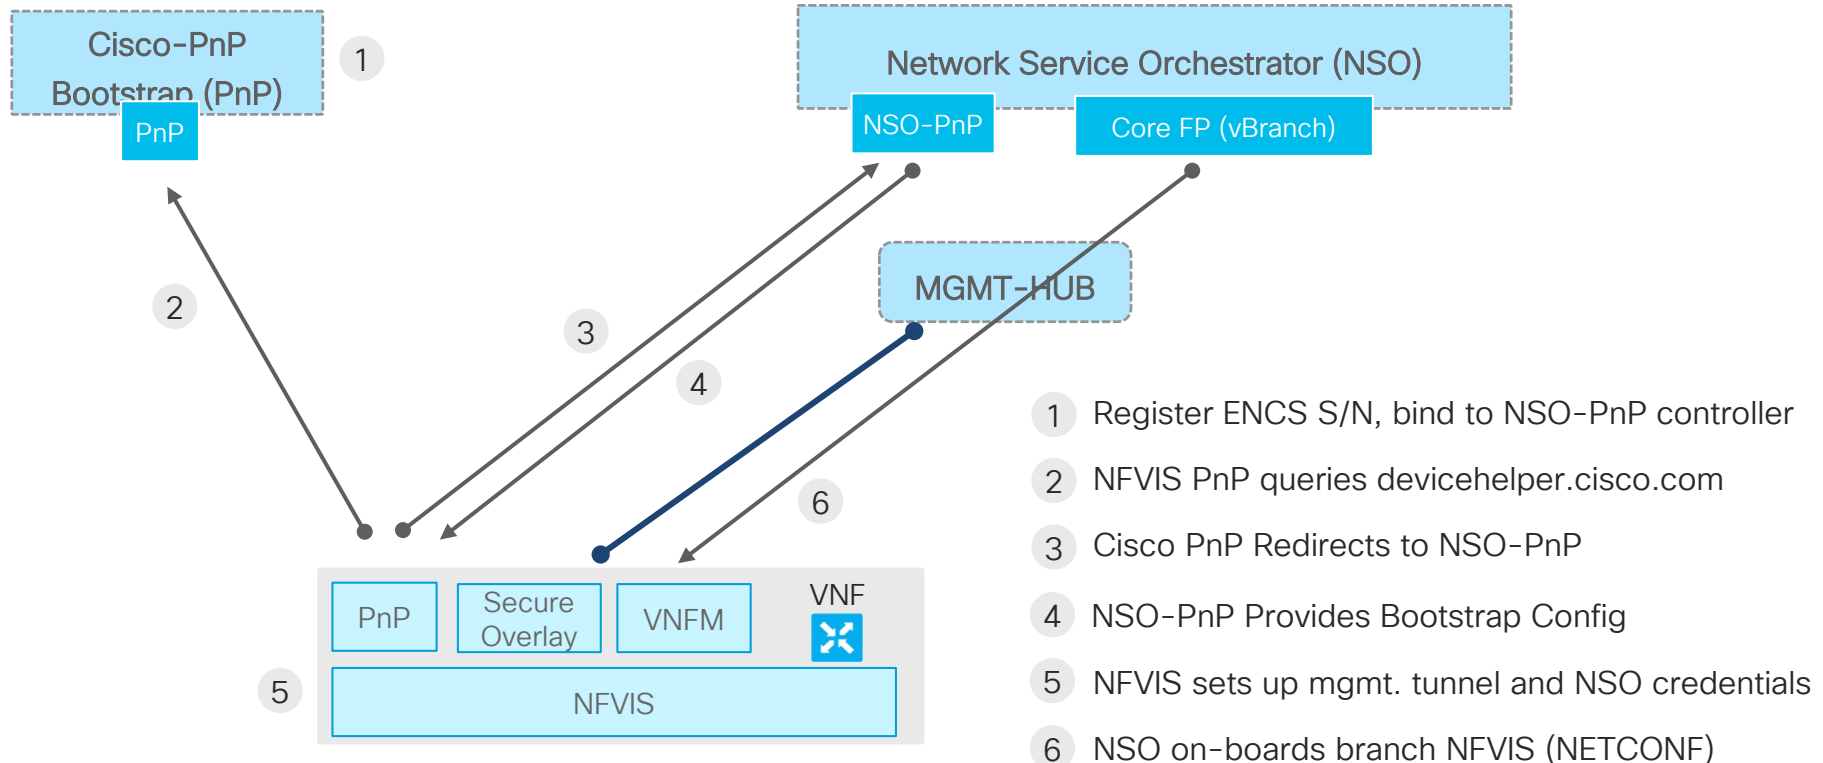 Cisco-PnP
Bootstrap (PnP)
PnP
1
Network Service Orchestrator (NSO)
NSO-PnP
Core FP (vBranch)
MGMT-HUB
2
3
4
6
PnP
Secure
Overlay
VNFM
VNF
5
NFVIS
1 Register ENCS S/N, bind to NSO-PnP controller
2 NFVIS PnP queries devicehelper.cisco.com
3 Cisco PnP Redirects to NSO-PnP
4 NSO-PnP Provides Bootstrap Config
5 NFVIS sets up mgmt. tunnel and NSO credentials
6 NSO on-boards branch NFVIS (NETCONF)